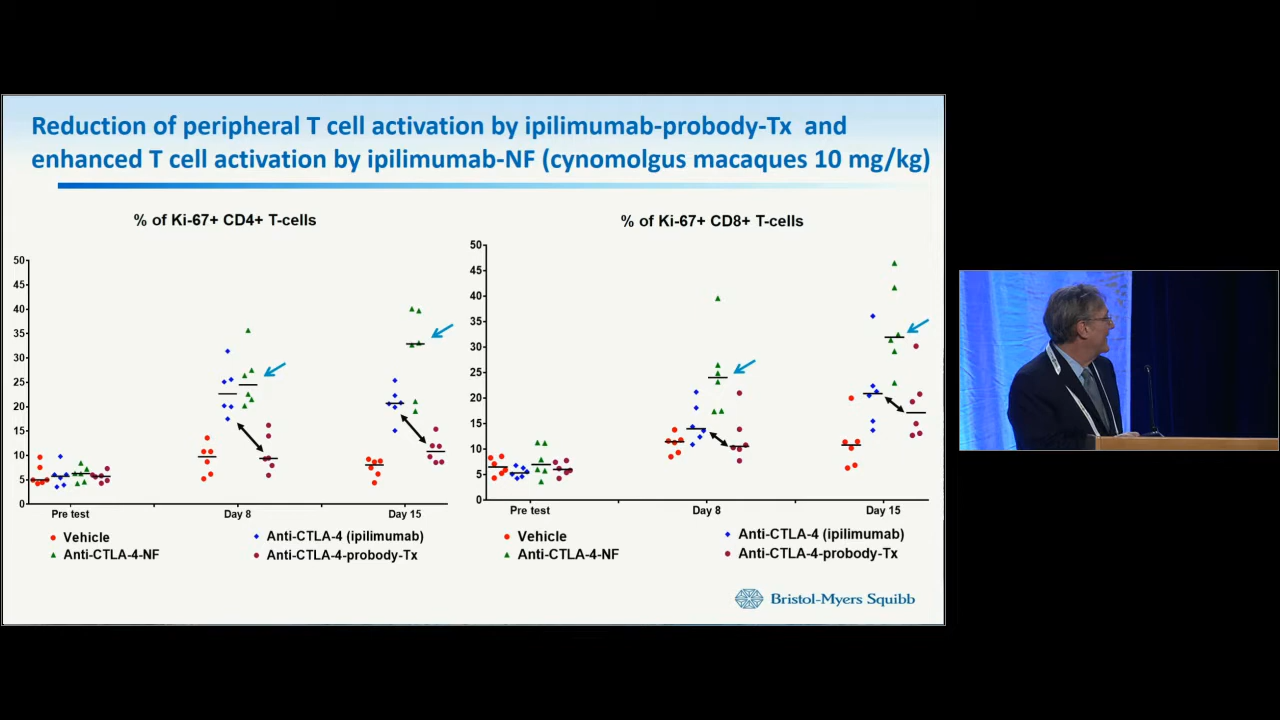 Reduction of peripheral T cell activation by ipilimumab-probody-Tx and
enhanced T cell activation by ipilimumab-NF (cynomolgus macaques 10 mg/kg)
% of Ki-67+ CD4+ T-cells
50
45
40
35
30
25
20
15
10
5
0
Pre test Day 8 Day 15
Vehicle
Anti-CTLA-4 (ipilimumab)
Anti-CTLA-4-NF
Anti-CTLA-4-probody-Tx
% of Ki-67+ CD8+ T-cells
50
45
40
35
30
25
20
15
10
5
0
Pre test Day 8 Day 15
Vehicle
Anti-CTLA-4 (ipilimumab)
Anti-CTLA-4-NF
Anti-CTLA-4-probody-Tx
Bristol-Myers Squibb